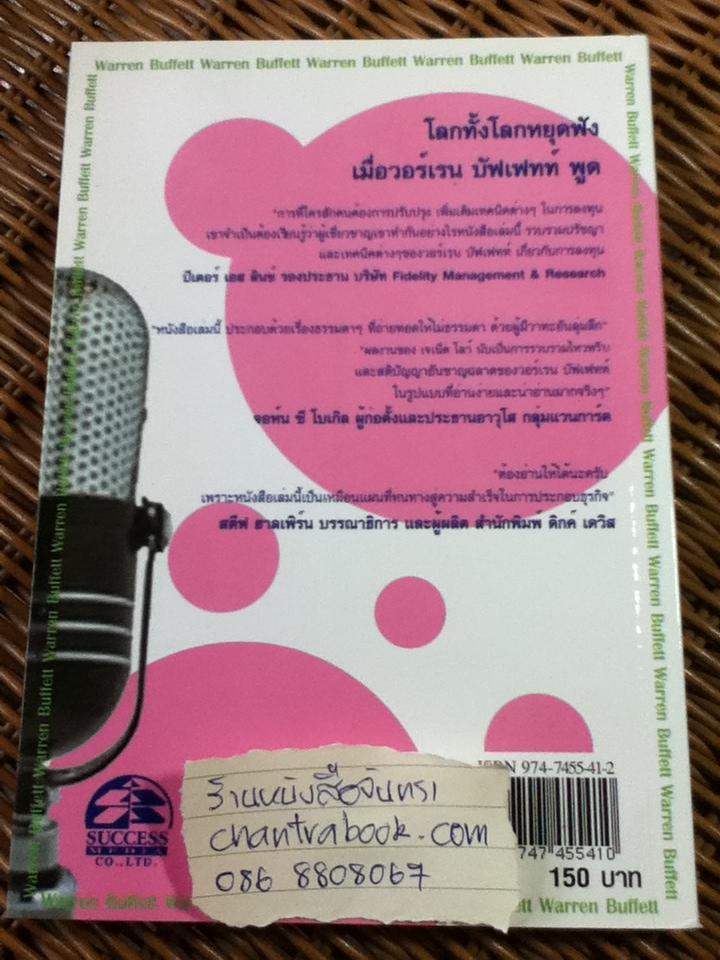 Warren Buffett Warren Buffett Warren Buffett Warren Buffett Warren Buffett
โลกทั้งโลกหยุดฟัง
เมื่อวอร์เรน บัฟเฟทท์ พูด
"การที่ใครสักคนต้องการปรับปรุง เพิ่มเติมเทคนิคต่างๆ ในการลงทุน
เขาจำเป็นต้องเรียนรู้ว่าผู้เชี่ยวชาญเขาทำกันอย่างไรหนังสือเล่มนี้ รวบรวมปรัชญา
และเทคนิคต่างๆของวอร์เรน บัฟเฟทท์ เกี่ยวกับการลงทุน
ปีเตอร์ เอส ลินซ์ รองประธาน บริษัท Fidelity Management & Research
"หนังสือเล่มนี้ ประกอบด้วยเรื่องธรรมดาๆ ที่ถ่ายทอดให้ไม่ธรรมดา ด้วยผู้มีวาทะอันลุ่มลึก"
"ผลงานของ เจเน็ต โลว์ นับเป็นการรวบรวมไหวพริบ
และสติปัญญาอันชาญฉลาดของวอร์เรน บัฟเฟทท์
ในรูปแบบที่อ่านง่ายและน่าอ่านมากจริงๆ"
จอห์น ซี โบเกิล ผู้ก่อตั้งและประธานอาวุโส กลุ่มแวนการ์ด
"ต้องอ่านให้ได้นะครับ
เพราะหนังสือเล่มนี้เป็นเหมือนแผนที่หนทางสู่ความสำเร็จในการประกอบธุรกิจ"
สตีฟ ฮาลเพิร์น บรรณาธิการ และผู้ผลิต สำนักพิมพ์ ดิกค์ เดวิส
ISBN 974-7455-41-2
747 455410
150 บาท
SUCCESS
MEDIA
CO., LTD.
ร้านหนังสือจันทรา
chantrabook.com
086 8808067
Warren Buffett
Warren Buffett